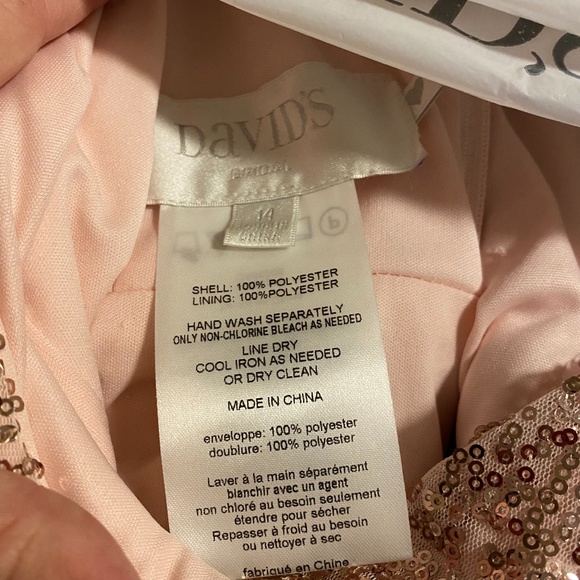 DAVID'S
BRIDAL
14
SHELL: 100% POLYESTER
LINING: 100%POLYESTER
HAND WASH SEPARATELY
ONLY NON-CHLORINE BLEACH AS NEEDED
LINE DRY
COOL IRON AS NEEDED
OR DRY CLEAN
MADE IN CHINA
enveloppe: 100% polyester
doublure: 100% polyester
Laver à la main séparément
blanchir avec un agent
non chloré au besoin seulement
étendre pour sécher
Repasser à froid au besoin
ou nettoyer à sec
fabriqué en Chine